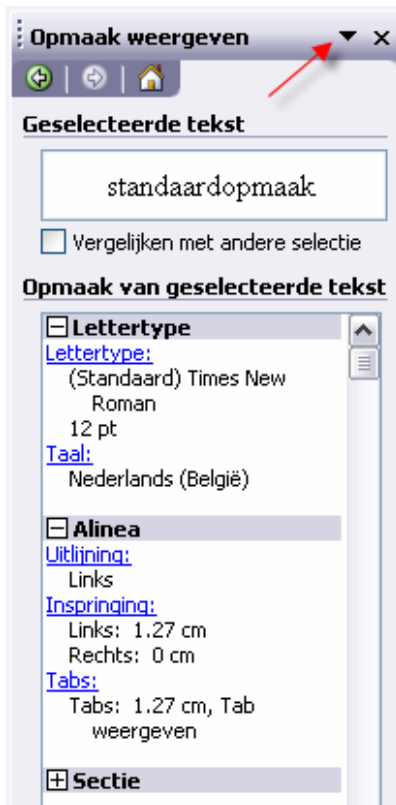 Opmaak weergeven
Geselecteerde tekst
standaardopmaak
Vergelijken met andere selectie
Opmaak van geselecteerde tekst
Lettertype
Lettertype:
(Standaard) Times New
Roman
12 pt
Taal:
Nederlands (België)
Alinea
Uitlijning:
Links
Inspringing:
Links: 1.27 cm
Rechts: 0 cm
Tabs:
Tabs: 1.27 cm, Tab
weergeven
Sectie